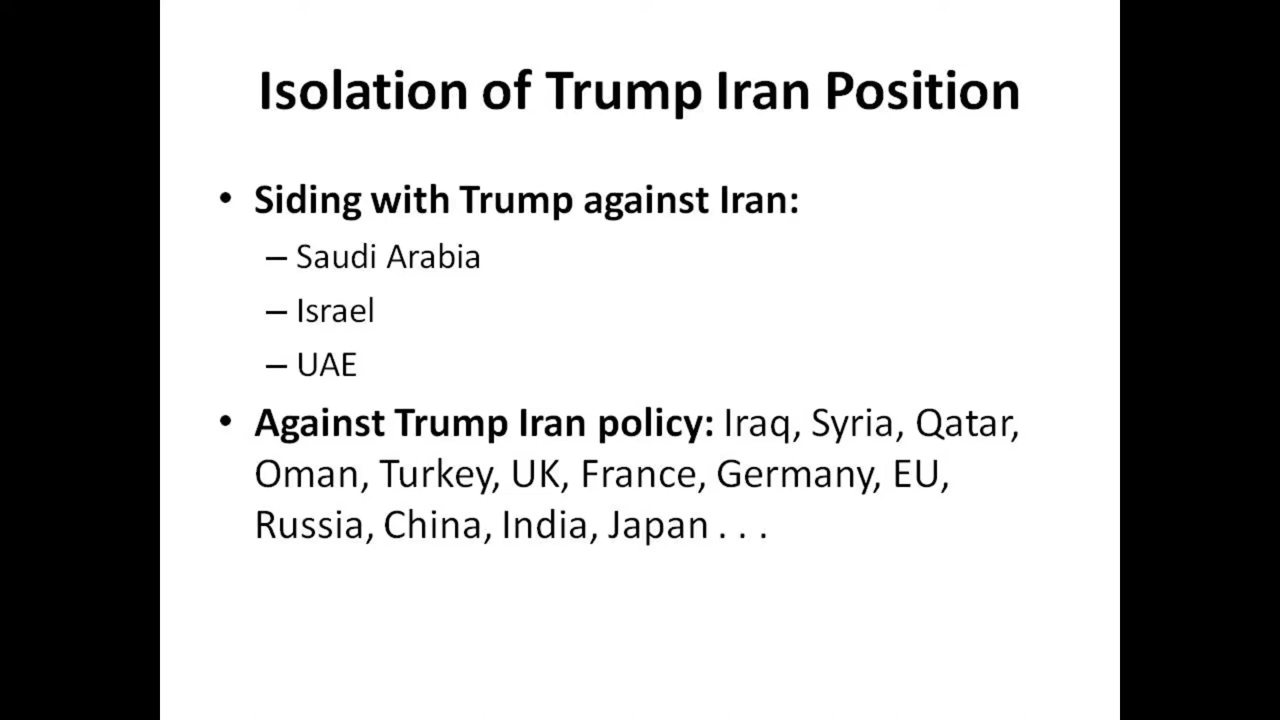 Isolation of Trump Iran Position
• Siding with Trump against Iran:
– Saudi Arabia
– Israel
– UAE
• Against Trump Iran policy: Iraq, Syria, Qatar,
Oman, Turkey, UK, France, Germany, EU,
Russia, China, India, Japan . . .